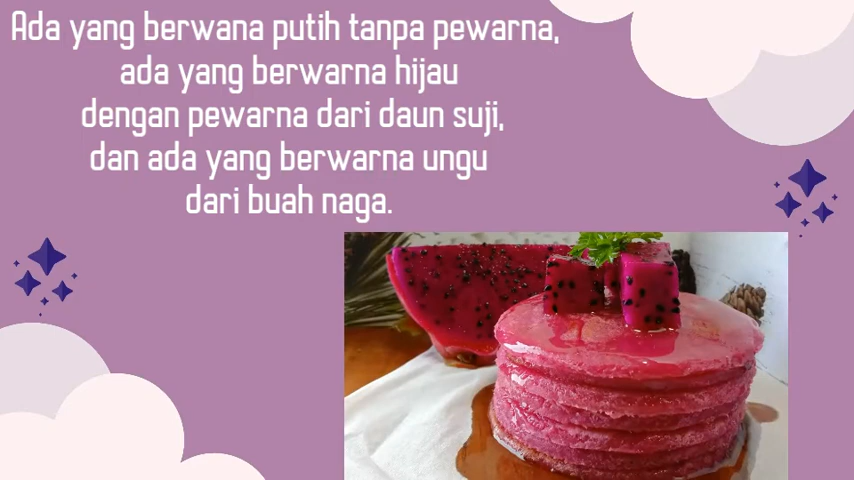 Ada yang berwana putih tanpa pewarna,
ada yang berwarna hijau
dengan pewarna dari daun suji,
dan ada yang berwarna ungu
dari buah naga.